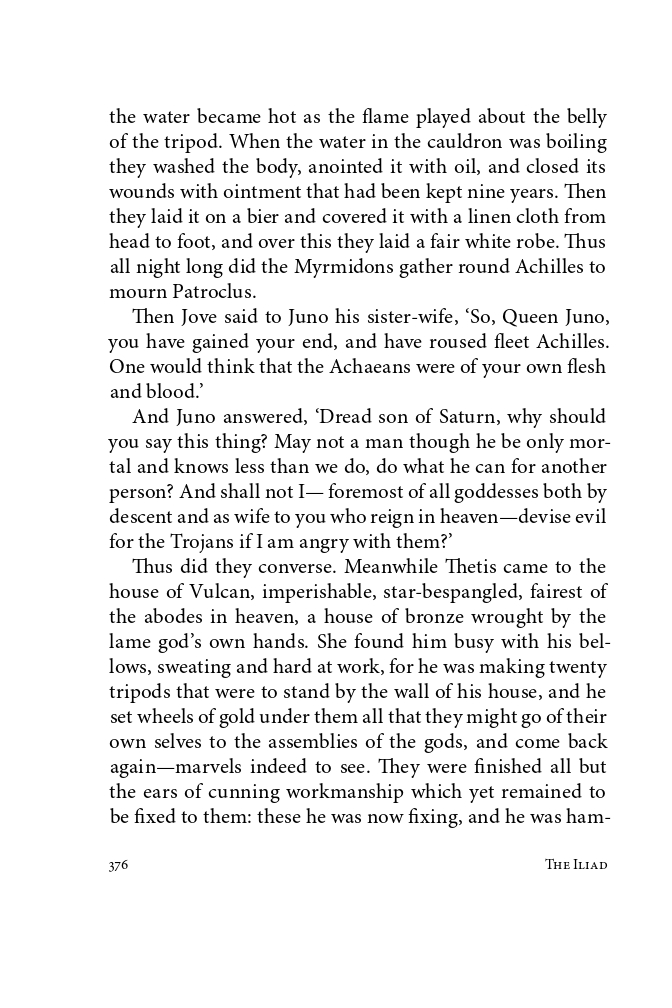 the water became hot as the flame played about the belly
of the tripod. When the water in the cauldron was boiling
they washed the body, anointed it with oil, and closed its
wounds with ointment that had been kept nine years. Then
they laid it on a bier and covered it with a linen cloth from
head to foot, and over this they laid a fair white robe. Thus
all night long did the Myrmidons gather round Achilles to
mourn Patroclus.
Then Jove said to Juno his sister-wife, ‘So, Queen Juno,
you have gained your end, and have roused fleet Achilles.
One would think that the Achaeans were of your own flesh
and blood.’
And Juno answered, ‘Dread son of Saturn, why should
you say this thing? May not a man though he be only mor-
tal and knows less than we do, do what he can for another
person? And shall not I— foremost of all goddesses both by
descent and as wife to you who reign in heaven—devise evil
for the Trojans if I am angry with them?’
Thus did they converse. Meanwhile Thetis came to the
house of Vulcan, imperishable, star-bespangled, fairest of
the abodes in heaven, a house of bronze wrought by the
lame god’s own hands. She found him busy with his bel-
lows, sweating and hard at work, for he was making twenty
tripods that were to stand by the wall of his house, and he
set wheels of gold under them all that they might go of their
own selves to the assemblies of the gods, and come back
again—marvels indeed to see. They were finished all but
the ears of cunning workmanship which yet remained to
be fixed to them: these he was now fixing, and he was ham-
376 The Iliad